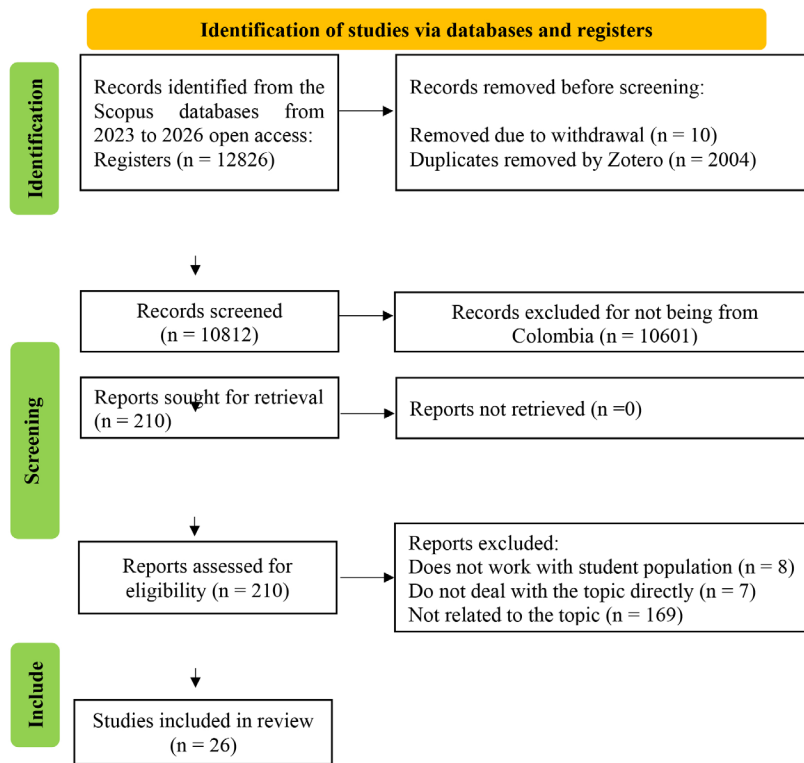 Identification of studies via databases and registers
Identification
Records identified from the
Scopus databases from
2023 to 2026 open access:
Registers (n = 12826)
Records removed before screening:
Removed due to withdrawal (n = 10)
Duplicates removed by Zotero (n = 2004)
Screening
Records screened
(n = 10812)
Records excluded for not being from
Colombia (n = 10601)
Reports sought for retrieval
(n = 210)
Reports not retrieved (n =0)
Reports assessed for
eligibility (n = 210)
Reports excluded:
Does not work with student population (n = 8)
Do not deal with the topic directly (n = 7)
Not related to the topic (n = 169)
Include
Studies included in review
(n = 26)